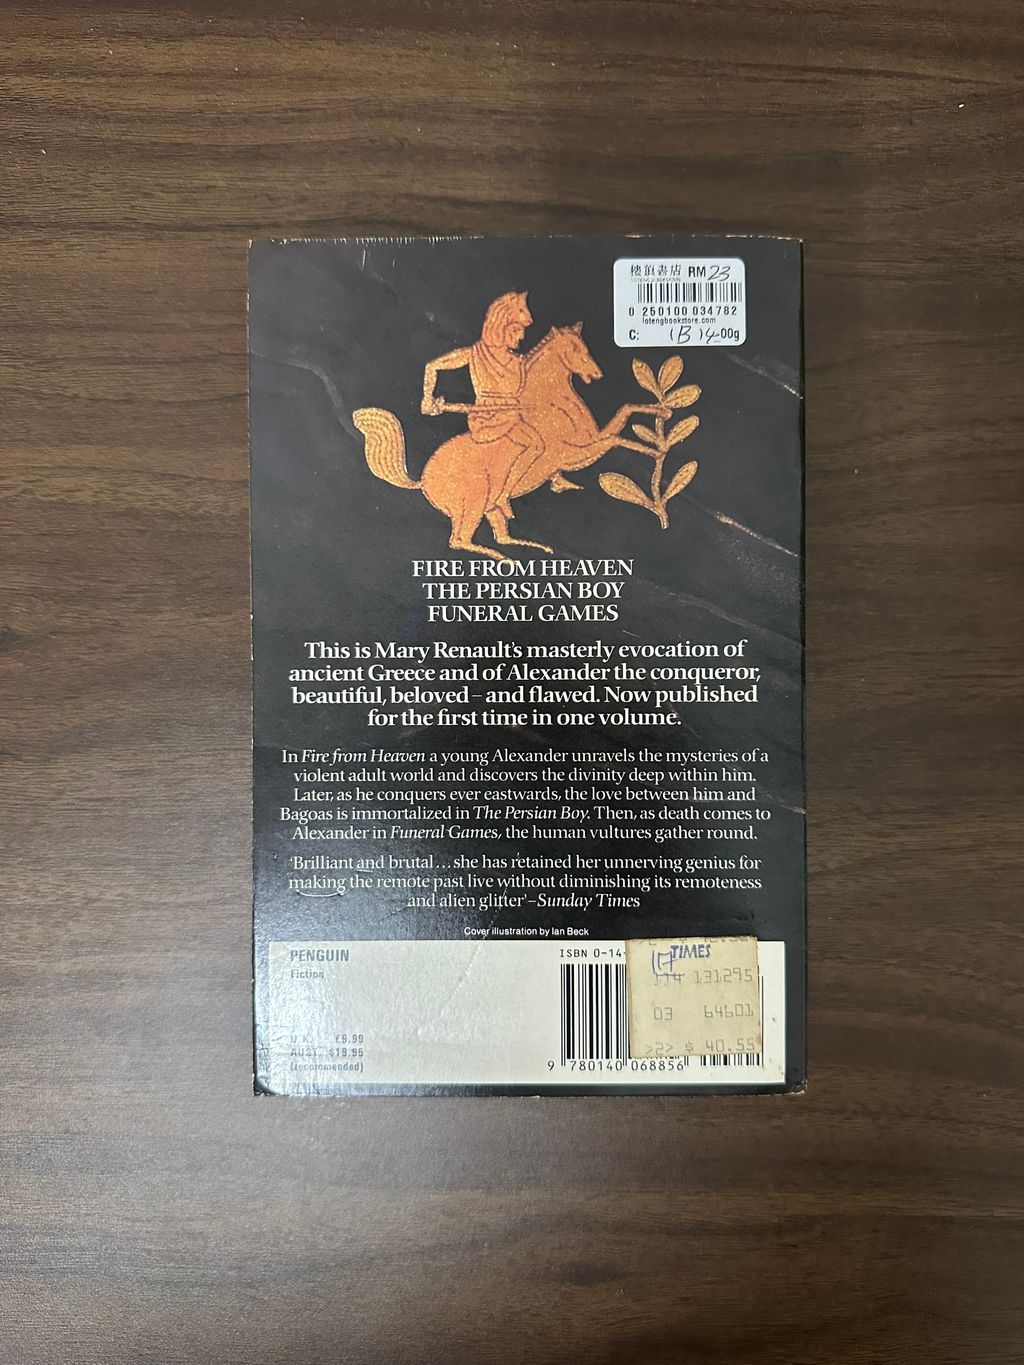 樓頂書店 RM 23
0 250100 034782
lotengbookstore.com
C: (B) 14.00g
FIRE FROM HEAVEN
THE PERSIAN BOY
FUNERAL GAMES
This is Mary Renault's masterly evocation of
ancient Greece and of Alexander the conqueror,
beautiful, beloved – and flawed. Now published
for the first time in one volume.
In Fire from Heaven a young Alexander unravels the mysteries of a
violent adult world and discovers the divinity deep within him.
Later, as he conquers ever eastwards, the love between him and
Bagoas is immortalized in The Persian Boy. Then, as death comes to
Alexander in Funeral Games, the human vultures gather round.
'Brilliant and brutal...she has retained her unnerving genius for
making the remote past live without diminishing its remoteness
and alien glitter' – Sunday Times
Cover illustration by Ian Beck
PENGUIN
Fiction
U.K. £9.99
AUST. $19.95
(recommended)
ISBN 0-14-
TIMES
114 131295
03 64601
>2> $ 40.55
9 780140 068856